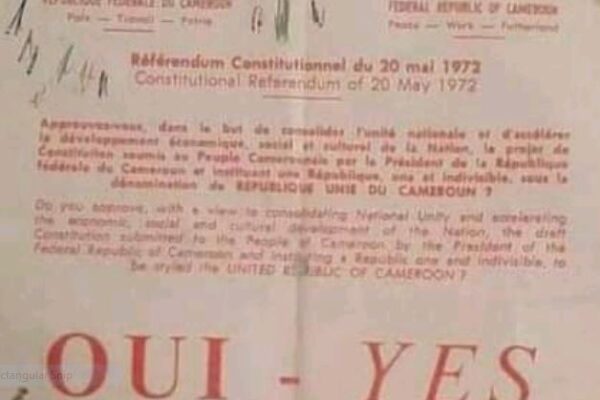 REPUBLIQUE FEDERALE DU CAMEROUN
Paix — Travail — Patrie
FEDERAL REPUBLIC OF CAMEROON
Peace — Work — Fatherland
Référendum Constitutionnel du 20 mai 1972
Constitutional Referendum of 20 May 1972
Approuvez-vous, dans le but de consolider l'unité nationale et d'accélérer
le développement économique, social et culturel de la Nation, le projet de
Constitution soumis au Peuple Camerounais par le Président de la République
Fédérale du Cameroun et instituant une République, une et indivisible, sous la
dénomination de REPUBLIQUE UNIE DU CAMEROUN ?
Do you approve, with a view to consolidating National Unity and accelerating
the economic, social and cultural development of the Nation, the draft
Constitution submitted to the People of Cameroon by the President of the
Federal Republic of Cameroon and instituting a Republic one and indivisible, to
be styled the UNITED REPUBLIC OF CAMEROON ?
OUI - YES
ctangular Snip